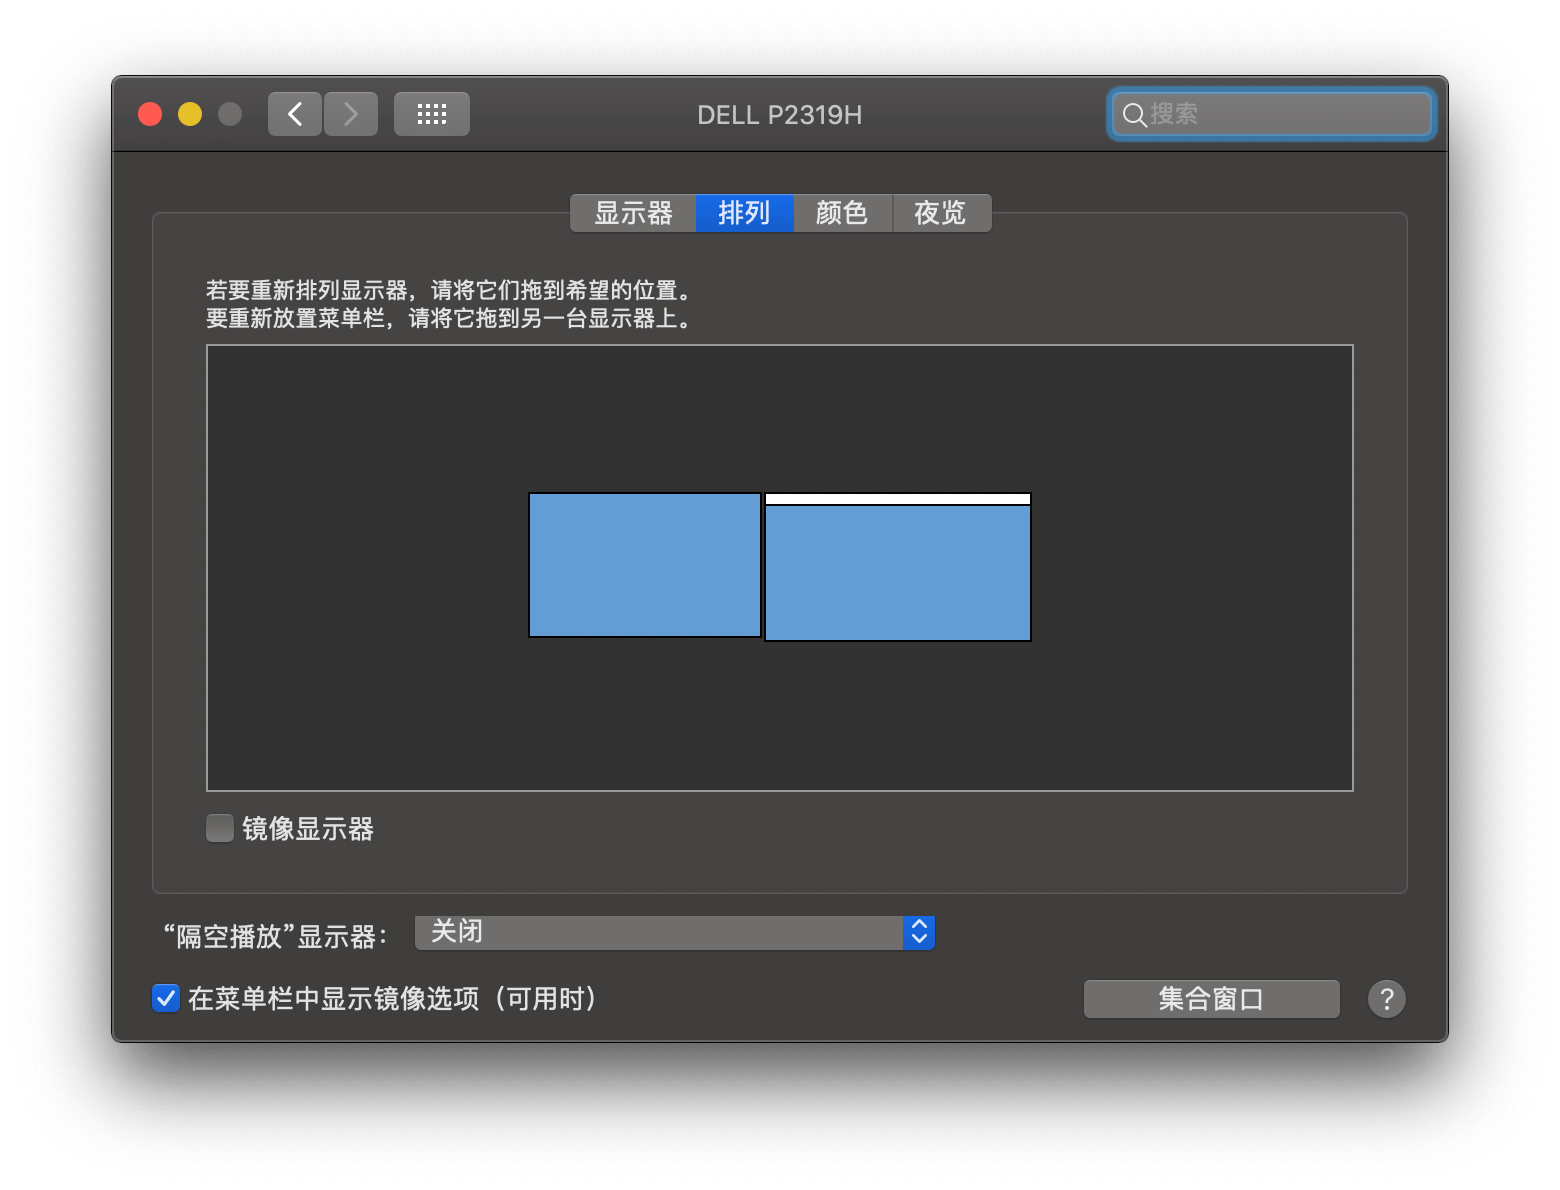 DELL P2319H
搜索
显示器 排列 颜色 夜览
若要重新排列显示器，请将它们拖到希望的位置。
要重新放置菜单栏，请将它拖到另一台显示器上。
镜像显示器
“隔空播放”显示器： 关闭
在菜单栏中显示镜像选项（可用时）
集合窗口 ?